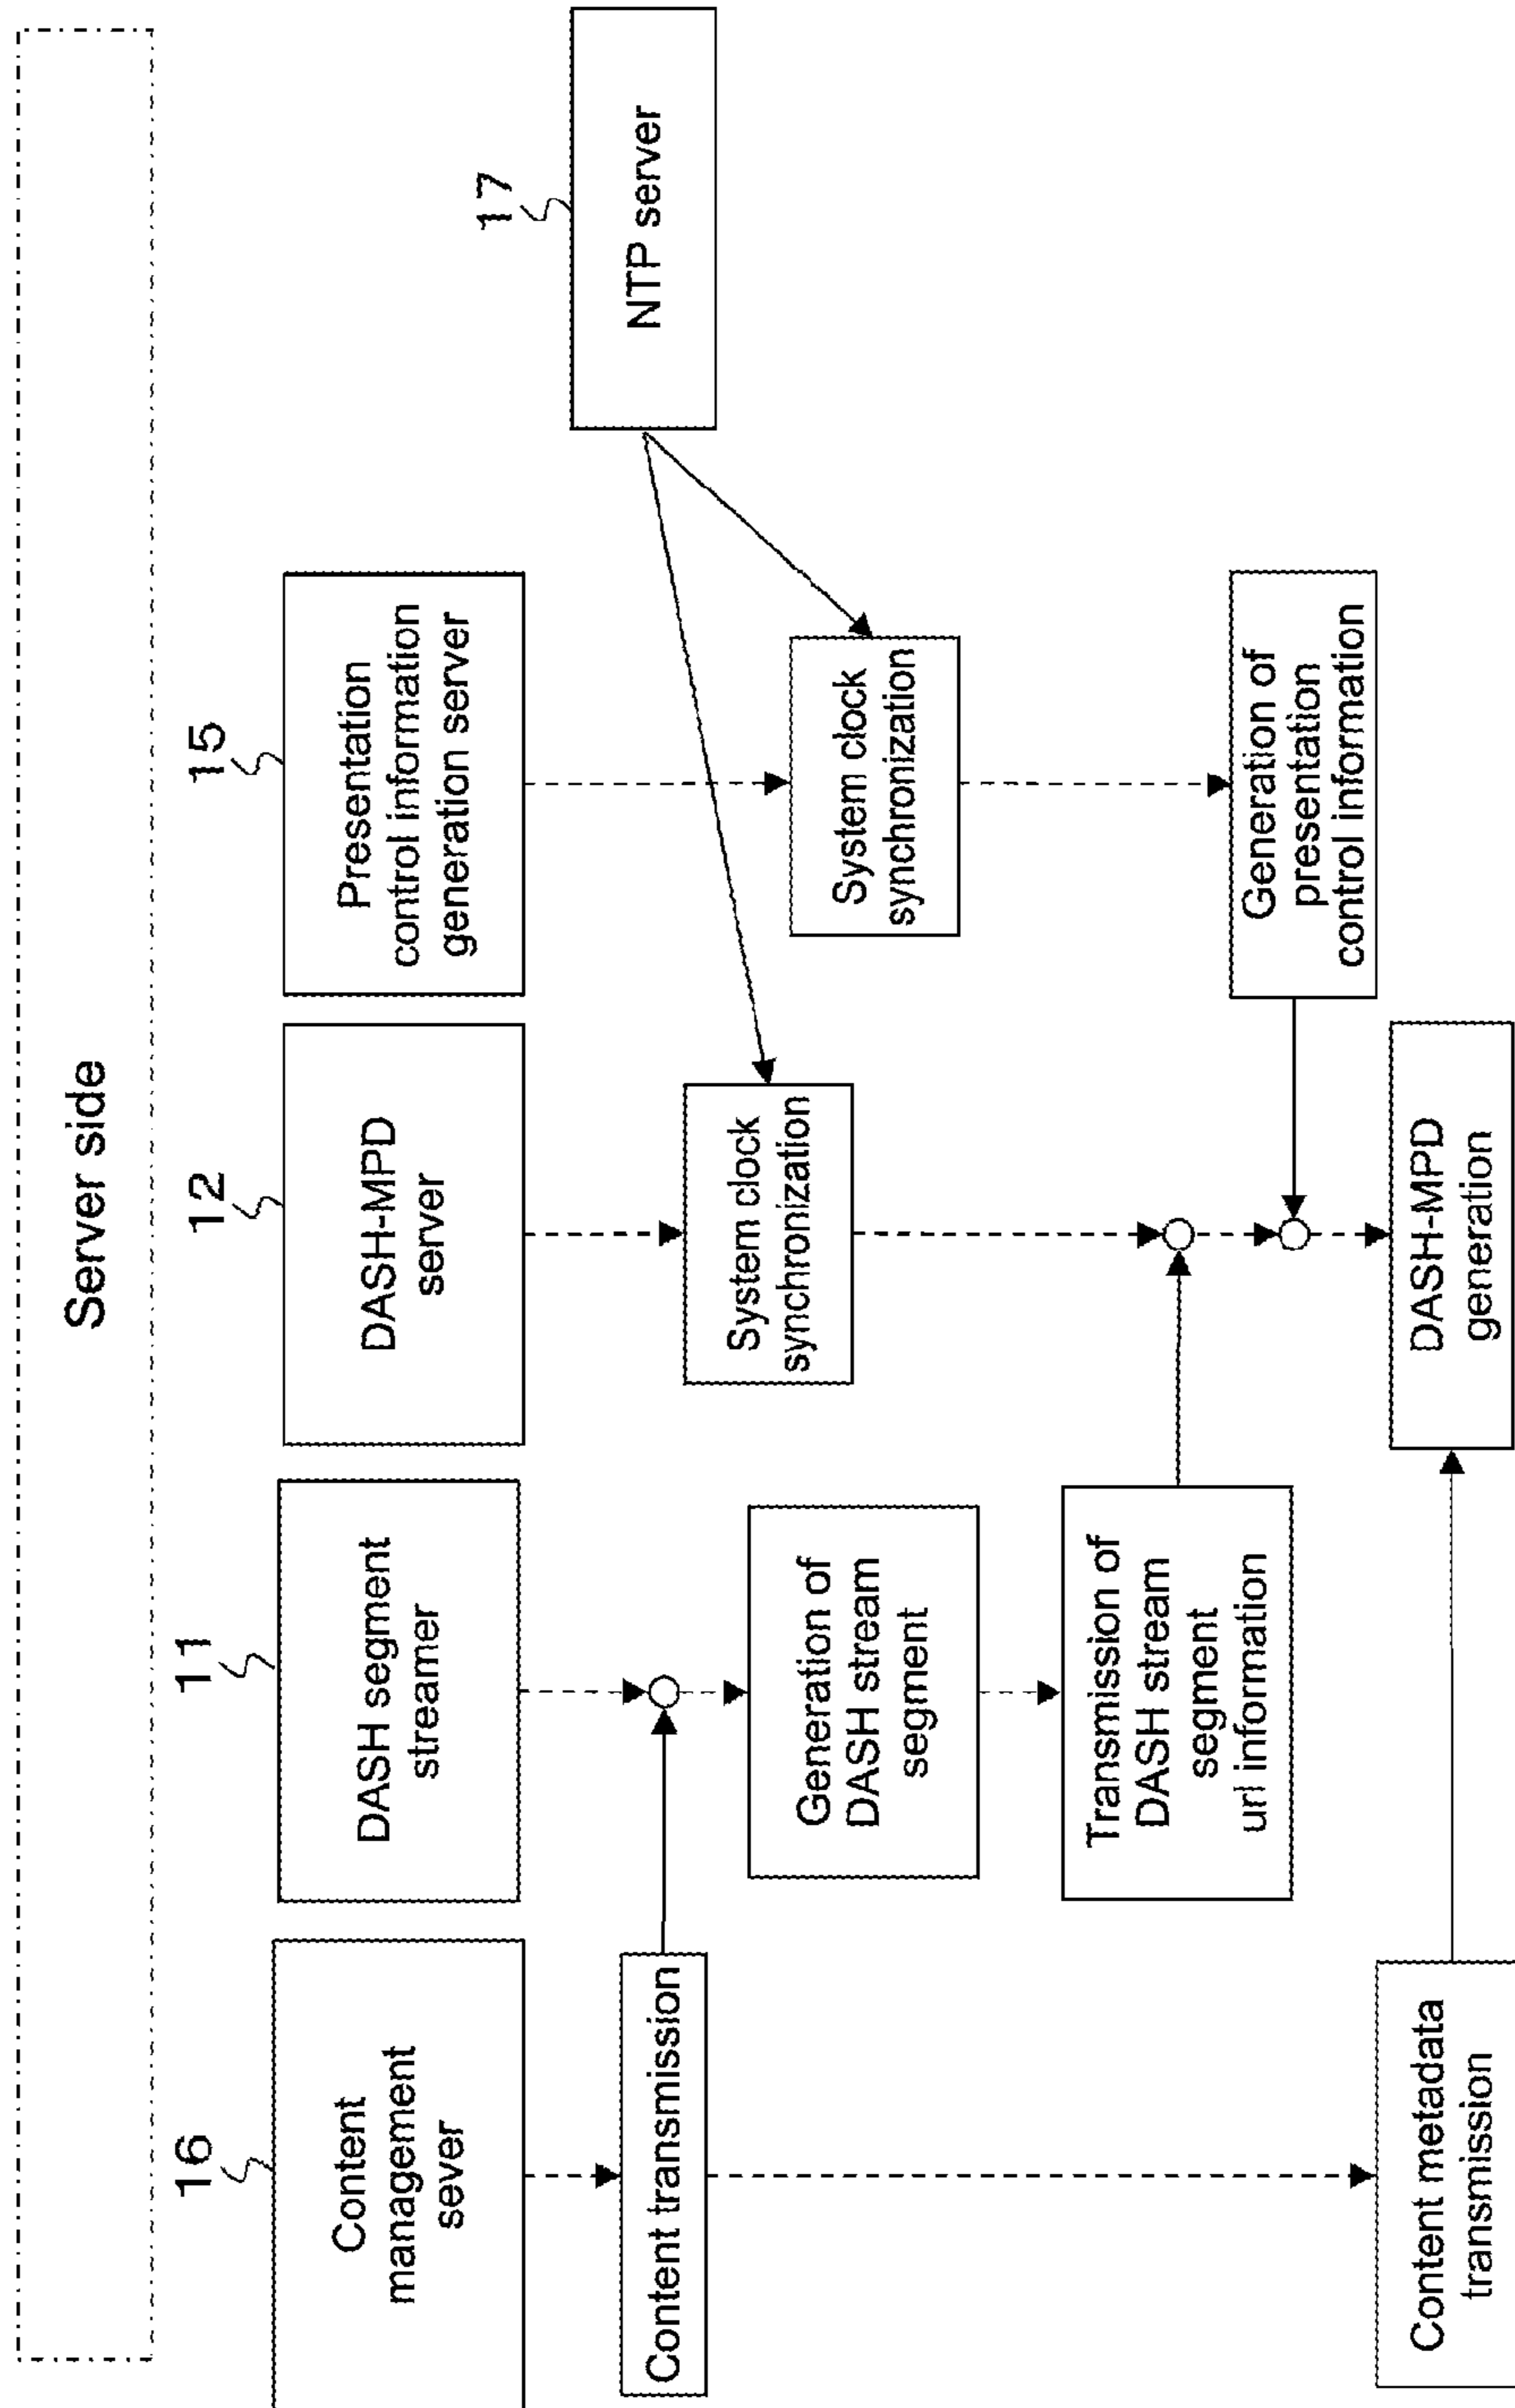 Server side
16
Content
management
sever
11
DASH segment
streamer
12
DASH-MPD
server
15
Presentation
control information
generation server
17
NTP server
Content transmission
Generation of
DASH stream
segment
System clock
synchronization
System clock
synchronization
Transmission of
DASH stream
segment
url information
Generation of
presentation
control information
Content metadata
transmission
DASH-MPD
generation